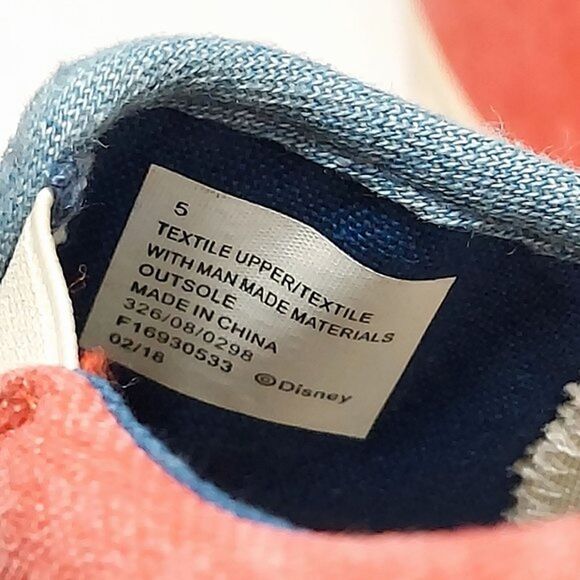 5
TEXTILE UPPER/TEXTILE
WITH MAN MADE MATERIALS
OUTSOLE
MADE IN CHINA
326/08/0298
F16930533
02/18
©Disney